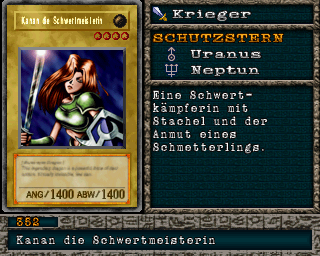 Kanan die Schwertmeisterin
ANG/1400 ABW/1400
Krieger
SCHUTZSTERN
Uranus
Neptun
Eine Schwert-
kämpferin mit
Stachel und der
Anmut eines
Schmetterlings.
352
Kanan die Schwertmeisterin